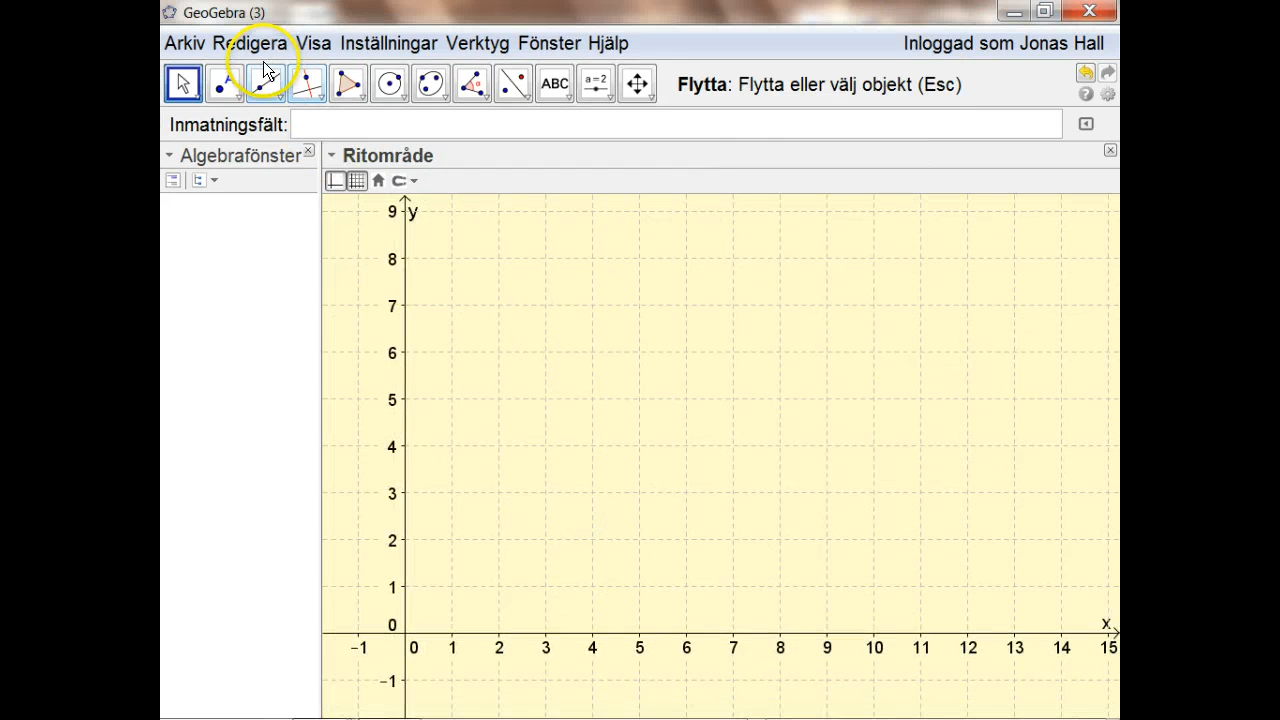 GeoGebra (3)
Arkiv Redigera Visa Inställningar Verktyg Fönster Hjälp Inloggad som Jonas Hall
A ABC a=2 Flytta: Flytta eller välj objekt (Esc)
Inmatningsfält:
Algebrafönster Ritområde
y
9
8
7
6
5
4
3
2
1
0
x
−1 0 1 2 3 4 5 6 7 8 9 10 11 12 13 14 15
−1